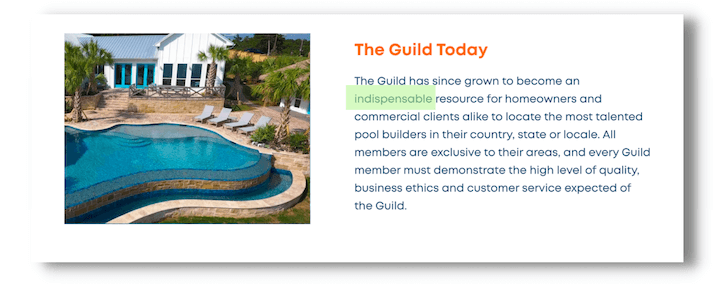 The Guild Today
The Guild has since grown to become an
indispensable resource for homeowners and
commercial clients alike to locate the most talented
pool builders in their country, state or locale. All
members are exclusive to their areas, and every Guild
member must demonstrate the high level of quality,
business ethics and customer service expected of
the Guild.